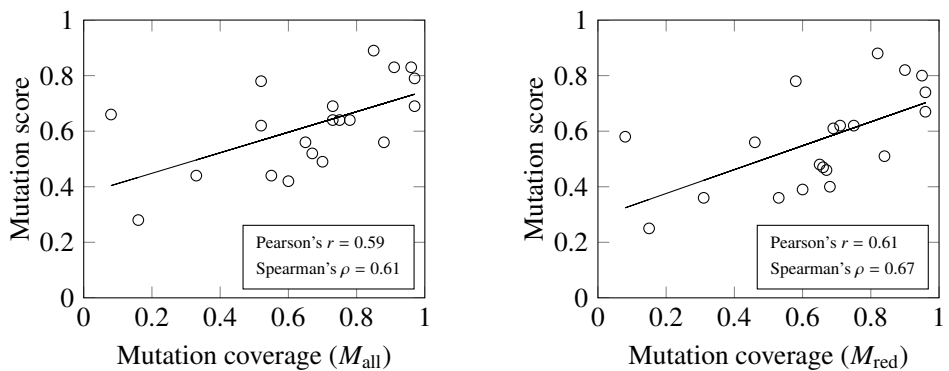 1
0.8
0.6
0.4
0.2
0
Mutation score
Pearson's r = 0.59
Spearman's ρ = 0.61
0 0.2 0.4 0.6 0.8 1
Mutation coverage (Mall)
1
0.8
0.6
0.4
0.2
0
Mutation score
Pearson's r = 0.61
Spearman's ρ = 0.67
0 0.2 0.4 0.6 0.8 1
Mutation coverage (Mred)